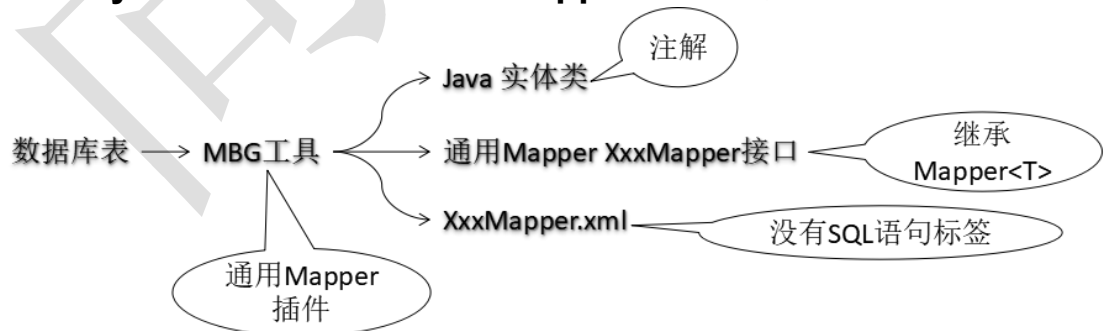 注解
Java 实体类
数据库表
MBG工具
通用Mapper XxxMapper接口
继承
Mapper<T>
XxxMapper.xml
没有SQL语句标签
通用Mapper
插件